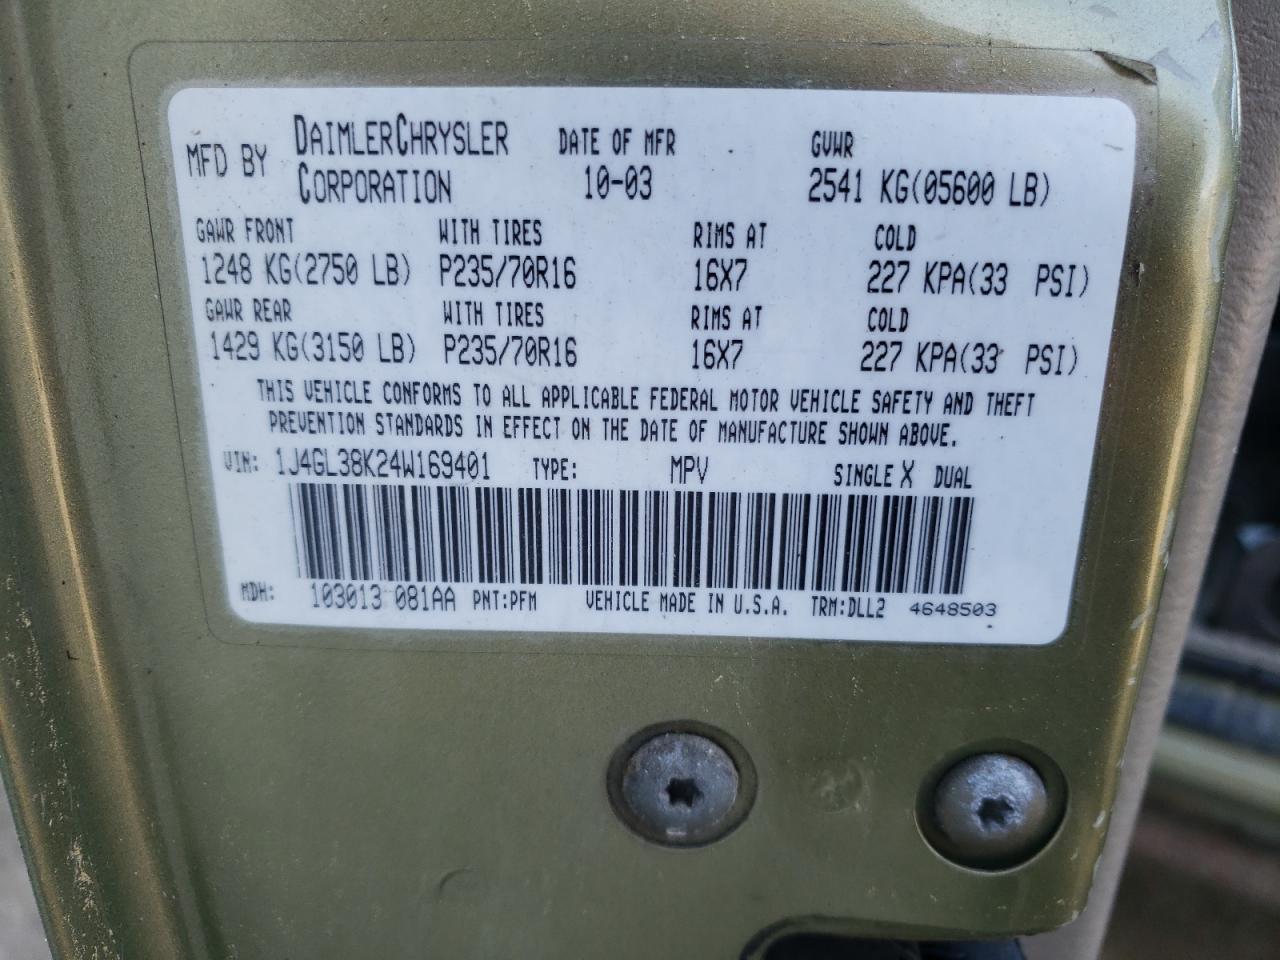 MFD BY DAIMLERCHRYSLER CORPORATION DATE OF MFR 10-03 GVWR 2541 KG(05600 LB)
GAWR FRONT WITH TIRES RIMS AT COLD
1248 KG(2750 LB) P235/70R16 16X7 227 KPA(33 PSI)
GAWR REAR WITH TIRES RIMS AT COLD
1429 KG(3150 LB) P235/70R16 16X7 227 KPA(33 PSI)
THIS VEHICLE CONFORMS TO ALL APPLICABLE FEDERAL MOTOR VEHICLE SAFETY AND THEFT
PREVENTION STANDARDS IN EFFECT ON THE DATE OF MANUFACTURE SHOWN ABOVE.
VIN: 1J4GL38K24W169401 TYPE: MPV SINGLE X DUAL
MDH: 103013 081AA PNT:PFM VEHICLE MADE IN U.S.A. TRM:DLL2 4648503